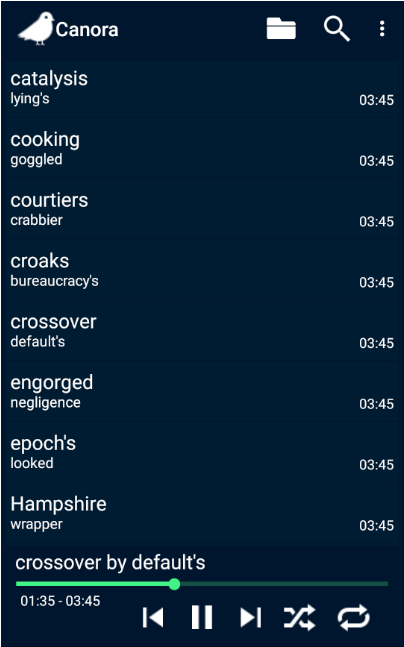 Canora
catalysis
lying's
03:45
cooking
goggled
03:45
courtiers
crabbier
03:45
croaks
bureaucracy's
03:45
crossover
default's
03:45
engorged
negligence
03:45
epoch's
looked
03:45
Hampshire
wrapper
03:45
crossover by default's
01:35 - 03:45